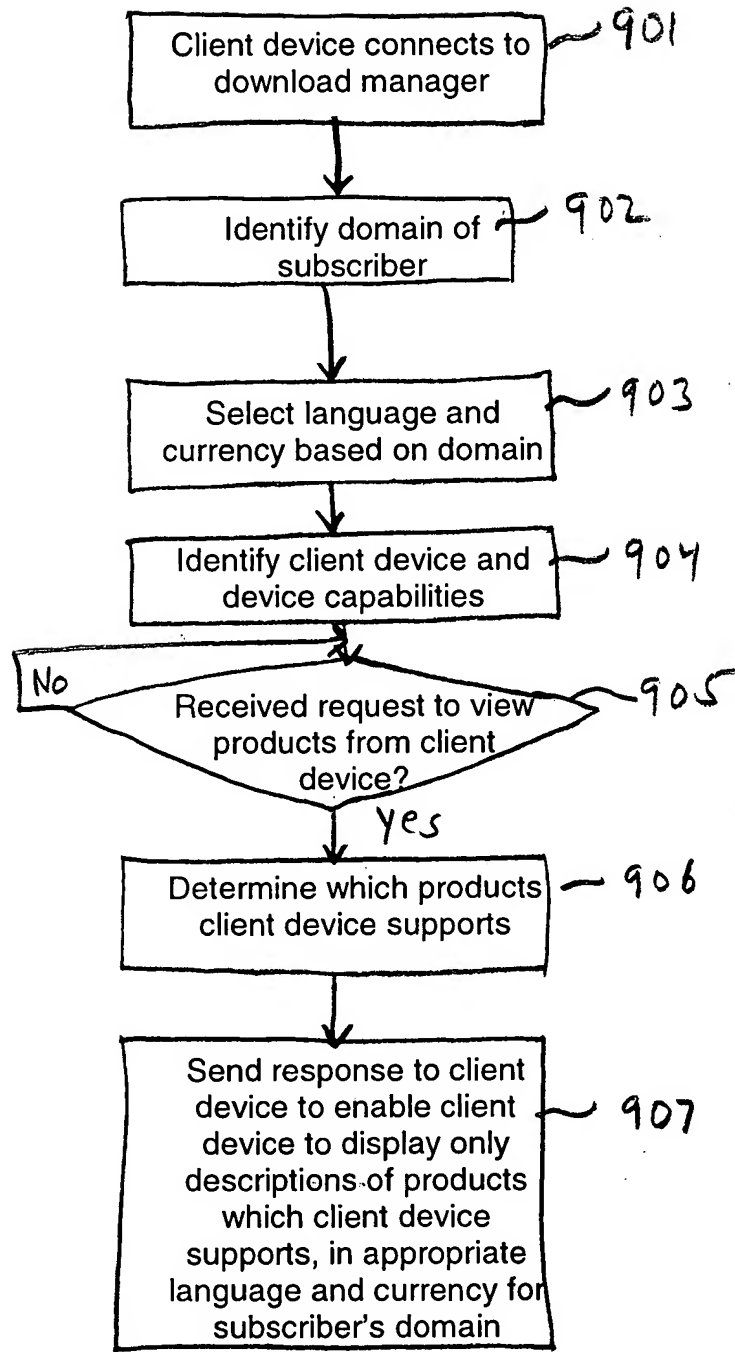 Client device connects to
download manager
901
Identify domain of
subscriber
902
Select language and
currency based on domain
903
Identify client device and
device capabilities
904
No
Received request to view
products from client
device?
905
yes
Determine which products
client device supports
906
Send response to client
device to enable client
device to display only
descriptions of products
which client device
supports, in appropriate
language and currency for
subscriber's domain
907